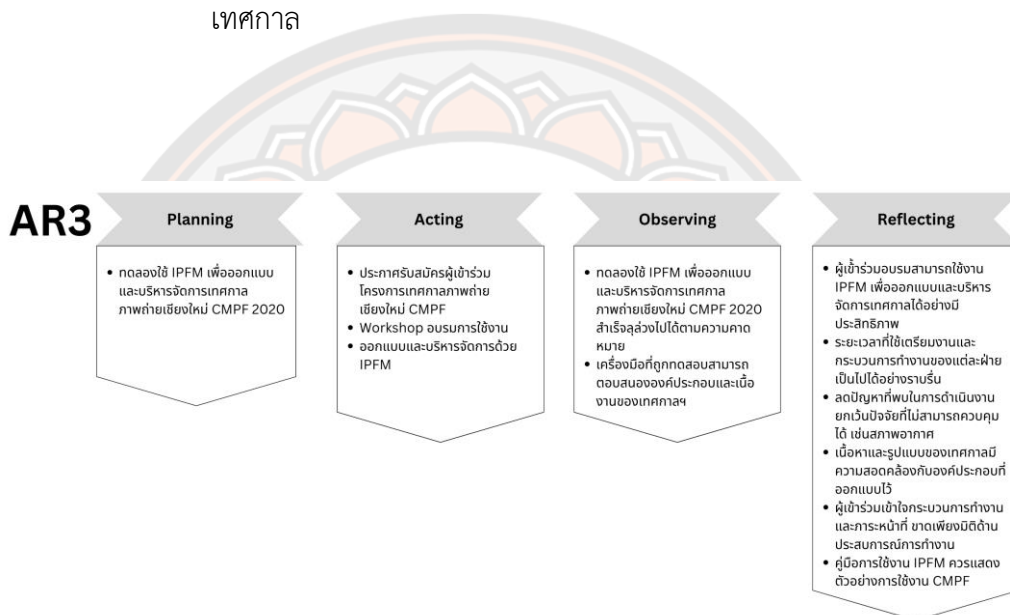 เทศกาล
AR3
Planning
• ทดลองใช้ IPFM เพื่อออกแบบ
และบริหารจัดการเทศกาล
ภาพถ่ายเชียงใหม่ CMPF 2020
Acting
• ประกาศรับสมัครผู้เข้าร่วม
โครงการเทศกาลภาพถ่าย
เชียงใหม่ CMPF
• Workshop อบรมการใช้งาน
• ออกแบบและบริหารจัดการด้วย
IPFM
Observing
• ทดลองใช้ IPFM เพื่อออกแบบ
และบริหารจัดการเทศกาล
ภาพถ่ายเชียงใหม่ CMPF 2020
สำเร็จลุล่วงไปได้ตามความคาด
หมาย
• เครื่องมือที่ถูกทดสอบสามารถ
ตอบสนององค์ประกอบและเนื้อ
งานของเทศกาลฯ
Reflecting
• ผู้เข้าร่วมอบรมสามารถใช้งาน
IPFM เพื่อออกแบบและบริหาร
จัดการเทศกาลได้อย่างมี
ประสิทธิภาพ
• ระยะเวลาที่ใช้เตรียมงานและ
กระบวนการทำงานของแต่ละฝ่าย
เป็นไปได้อย่างราบรื่น
• ลดปัญหาที่พบในการดำเนินงาน
ยกเว้นปัจจัยที่ไม่สามารถควบคุม
ได้ เช่นสภาพอากาศ
• เนื้อหาและรูปแบบของเทศกาลมี
ความสอดคล้องกับองค์ประกอบที่
ออกแบบไว้
• ผู้เข้าร่วมเข้าใจกระบวนการทำงาน
และภาระหน้าที่ ขาดเพียงมิติด้าน
ประสบการณ์การทำงาน
• คู่มือการใช้งาน IPFM ควรแสดง
ตัวอย่างการใช้งาน CMPF